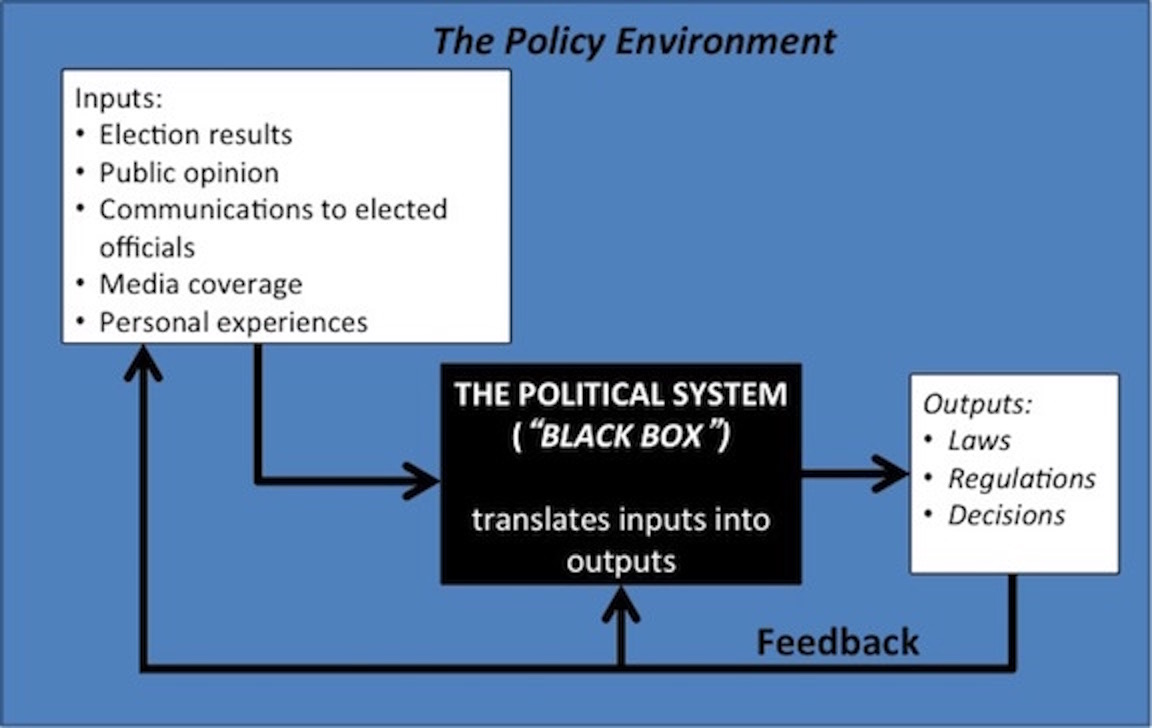 The Policy Environment
Inputs:
• Election results
• Public opinion
• Communications to elected
officials
• Media coverage
• Personal experiences
THE POLITICAL SYSTEM
( “BLACK BOX ”)
translates inputs into
outputs
Outputs:
• Laws
• Regulations
• Decisions
Feedback